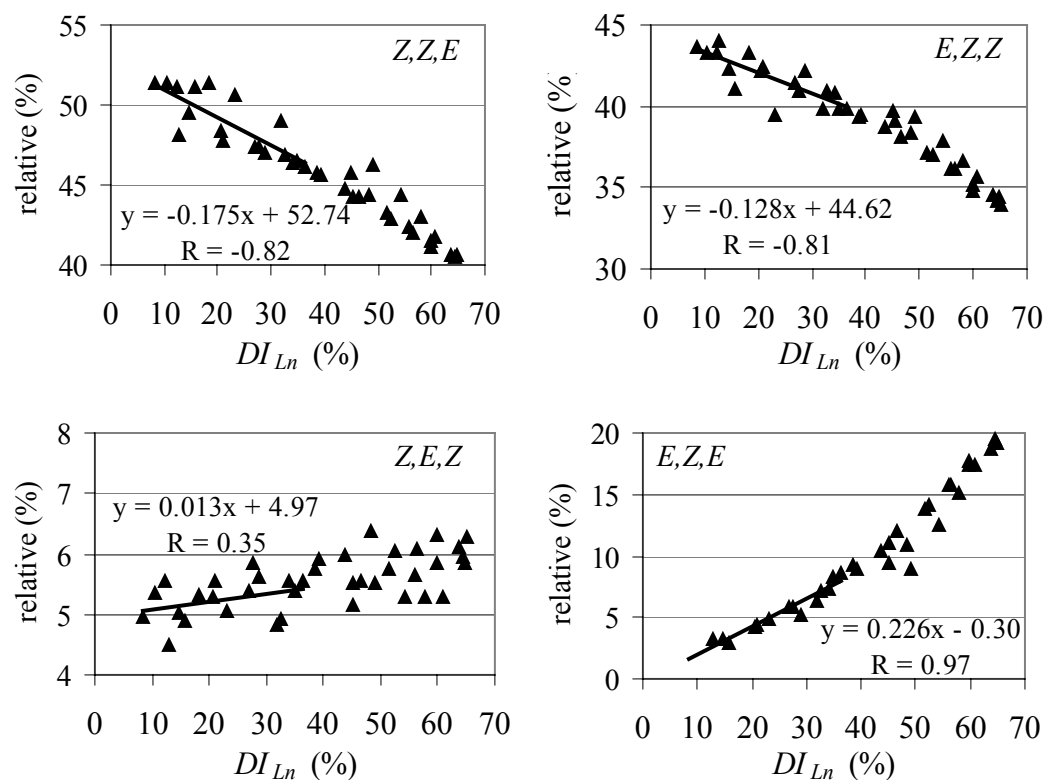 55
50
45
40
relative (%)
Z,Z,E
y = -0.175x + 52.74
R = -0.82
0 10 20 30 40 50 60 70
DI Ln (%)
45
40
35
30
relative (%)
E,Z,Z
y = -0.128x + 44.62
R = -0.81
0 10 20 30 40 50 60 70
DI Ln (%)
8
7
6
5
4
relative (%)
Z,E,Z
y = 0.013x + 4.97
R = 0.35
0 10 20 30 40 50 60 70
DI Ln (%)
20
15
10
5
0
relative (%)
E,Z,E
y = 0.226x - 0.30
R = 0.97
0 10 20 30 40 50 60 70
DI Ln (%)